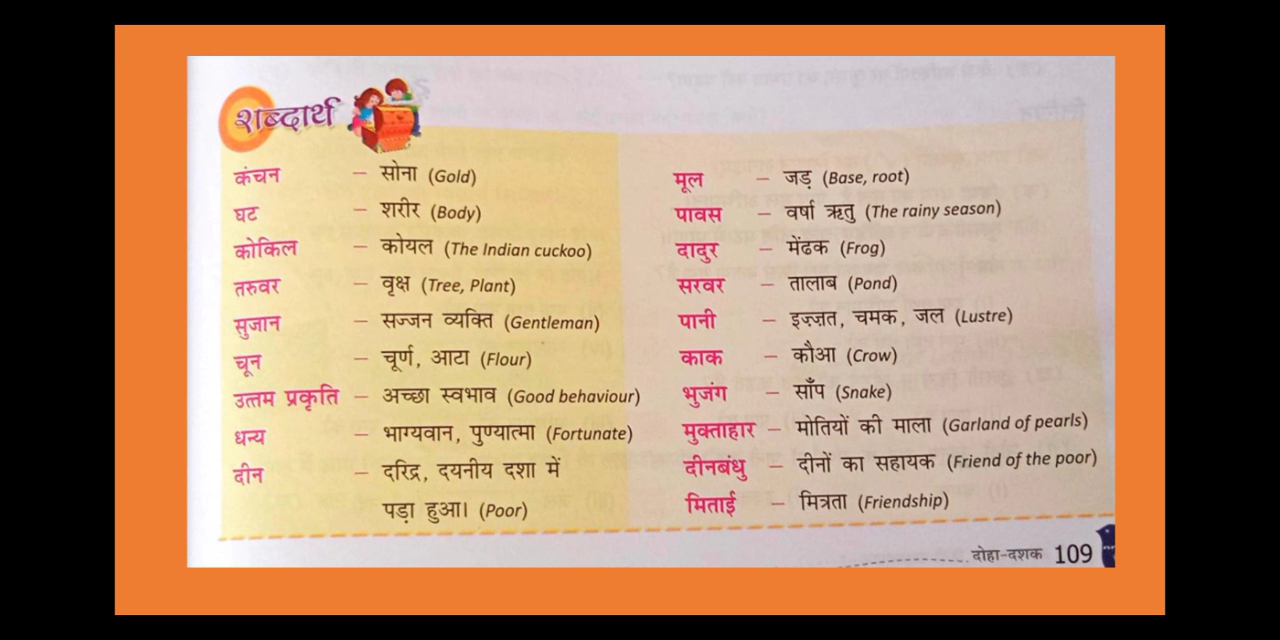 शब्दार्थ
कंचन – सोना (Gold)
घट – शरीर (Body)
कोकिल – कोयल (The Indian cuckoo)
तरुवर – वृक्ष (Tree, Plant)
सुजान – सज्जन व्यक्ति (Gentleman)
चून – चूर्ण, आटा (Flour)
उत्तम प्रकृति – अच्छा स्वभाव (Good behaviour)
धन्य – भाग्यवान, पुण्यात्मा (Fortunate)
दीन – दरिद्र, दयनीय दशा में
पड़ा हुआ। (Poor)
मूल – जड़ (Base, root)
पावस – वर्षा ऋतु (The rainy season)
दादुर – मेंढक (Frog)
सरवर – तालाब (Pond)
पानी – इज़्ज़त, चमक, जल (Lustre)
काक – कौआ (Crow)
भुजंग – साँप (Snake)
मुक्ताहार – मोतियों की माला (Garland of pearls)
दीनबंधु – दीनों का सहायक (Friend of the poor)
मिताई – मित्रता (Friendship)
दोहा-दशक 109